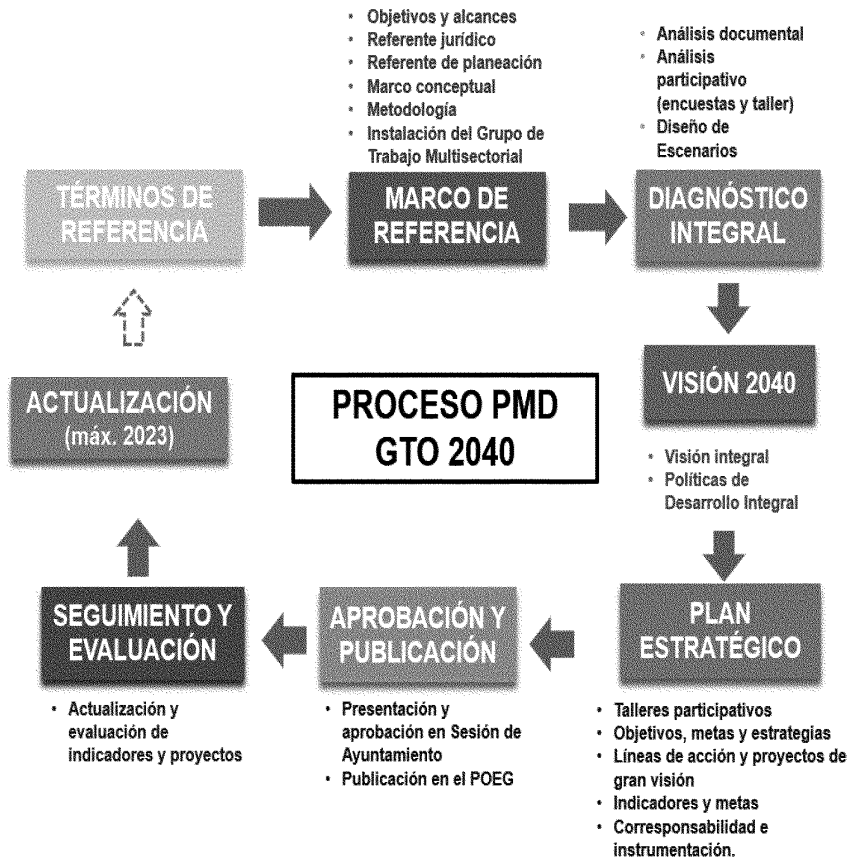 • Objetivos y alcances
• Referente jurídico
• Referente de planeación
• Marco conceptual
• Metodología
• Instalación del Grupo de
Trabajo Multisectorial
• Análisis documental
• Análisis
participativo
(encuestas y taller)
• Diseño de
Escenarios
TÉRMINOS DE
REFERENCIA
MARCO DE
REFERENCIA
DIAGNÓSTICO
INTEGRAL
VISIÓN 2040
• Visión integral
• Políticas de
Desarrollo Integral
PROCESO PMD
GTO 2040
ACTUALIZACIÓN
(máx. 2023)
PLAN
ESTRATÉGICO
• Talleres participativos
• Objetivos, metas y estrategias
• Líneas de acción y proyectos de
gran visión
• Indicadores y metas
• Corresponsabilidad e
instrumentación.
APROBACIÓN Y
PUBLICACIÓN
• Presentación y
aprobación en Sesión de
Ayuntamiento
• Publicación en el POEG
SEGUIMIENTO Y
EVALUACIÓN
• Actualización y
evaluación de
indicadores y proyectos